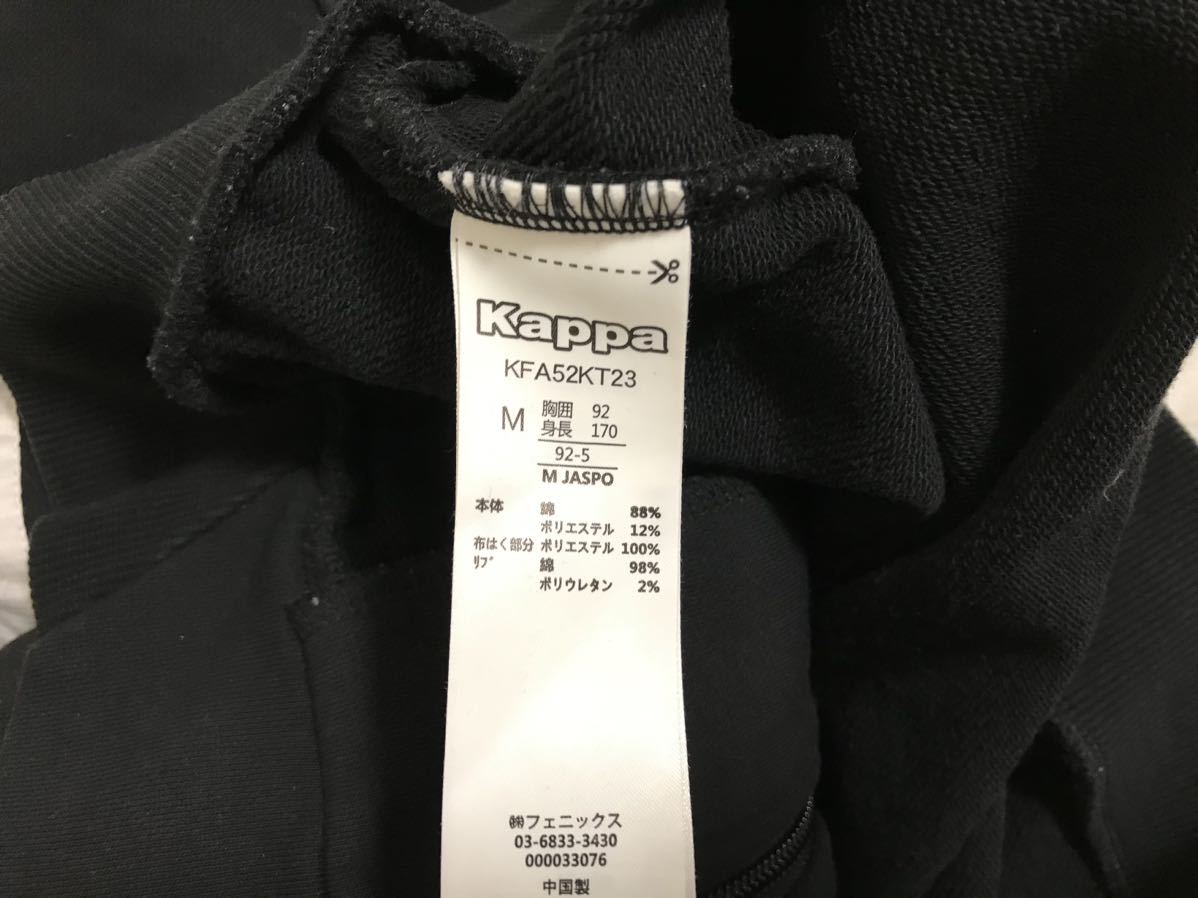 Kappa
KFA52KT23
M 胸囲 92
身長 170
92-5
M JASPO
本体 綿 88%
ポリエステル 12%
布はく部分 ポリエステル 100%
ﾘﾌﾞ 綿 98%
ポリウレタン 2%
㈱フェニックス
03-6833-3430
000033076
中国製